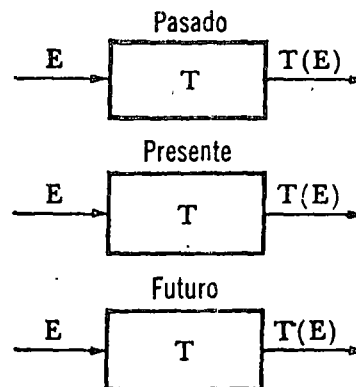 Pasado
E T T(E)
Presente
E T T(E)
Futuro
E T T(E)